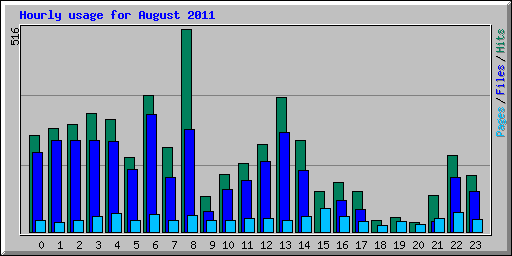 Hourly usage for August 2011
516
Pages / Files / Hits
0 1 2 3 4 5 6 7 8 9 10 11 12 13 14 15 16 17 18 19 20 21 22 23